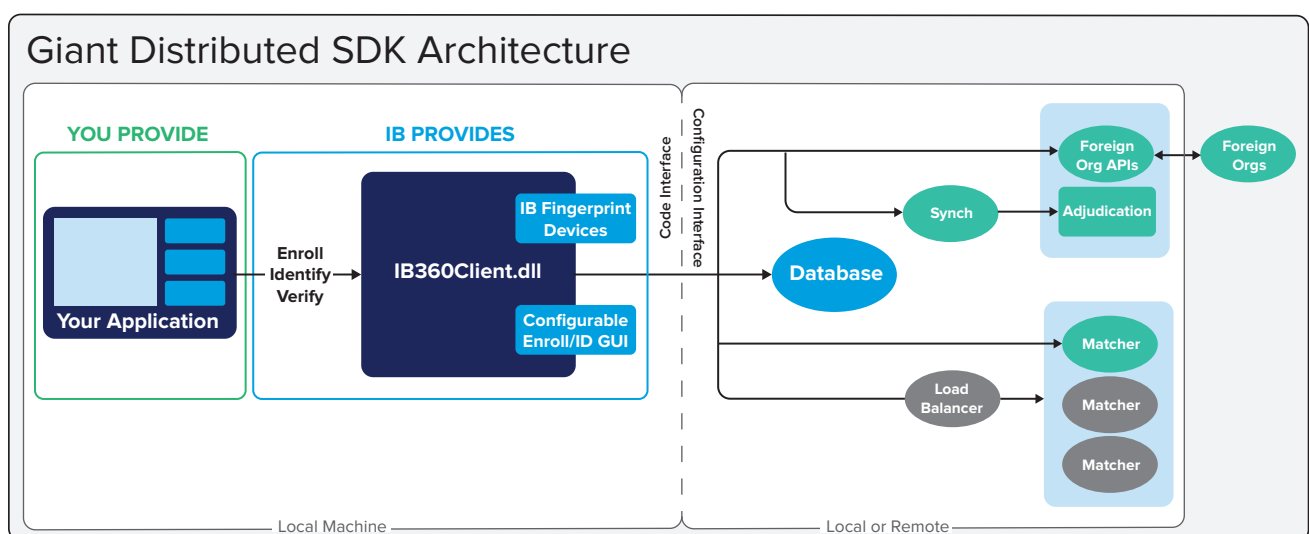 Giant Distributed SDK Architecture
YOU PROVIDE
IB PROVIDES
Your Application
Enroll
Identify
Verify
IB360Client.dll
IB Fingerprint
Devices
Configurable
Enroll/ID GUI
Code Interface
Configuration Interface
Foreign
Org APIs
Foreign
Orgs
Synch
Adjudication
Database
Matcher
Load
Balancer
Matcher
Matcher
Local Machine
Local or Remote